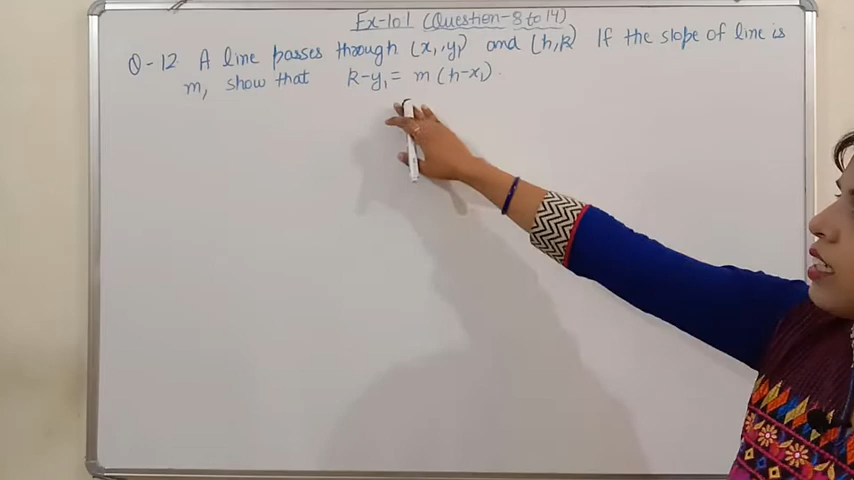 Ex-10.1 (Question-8 to 14)
Q-12 A line passes through (x₁,y₁) and (h,k) If the slope of line is
m, show that k-y₁ = m (h-x₁).